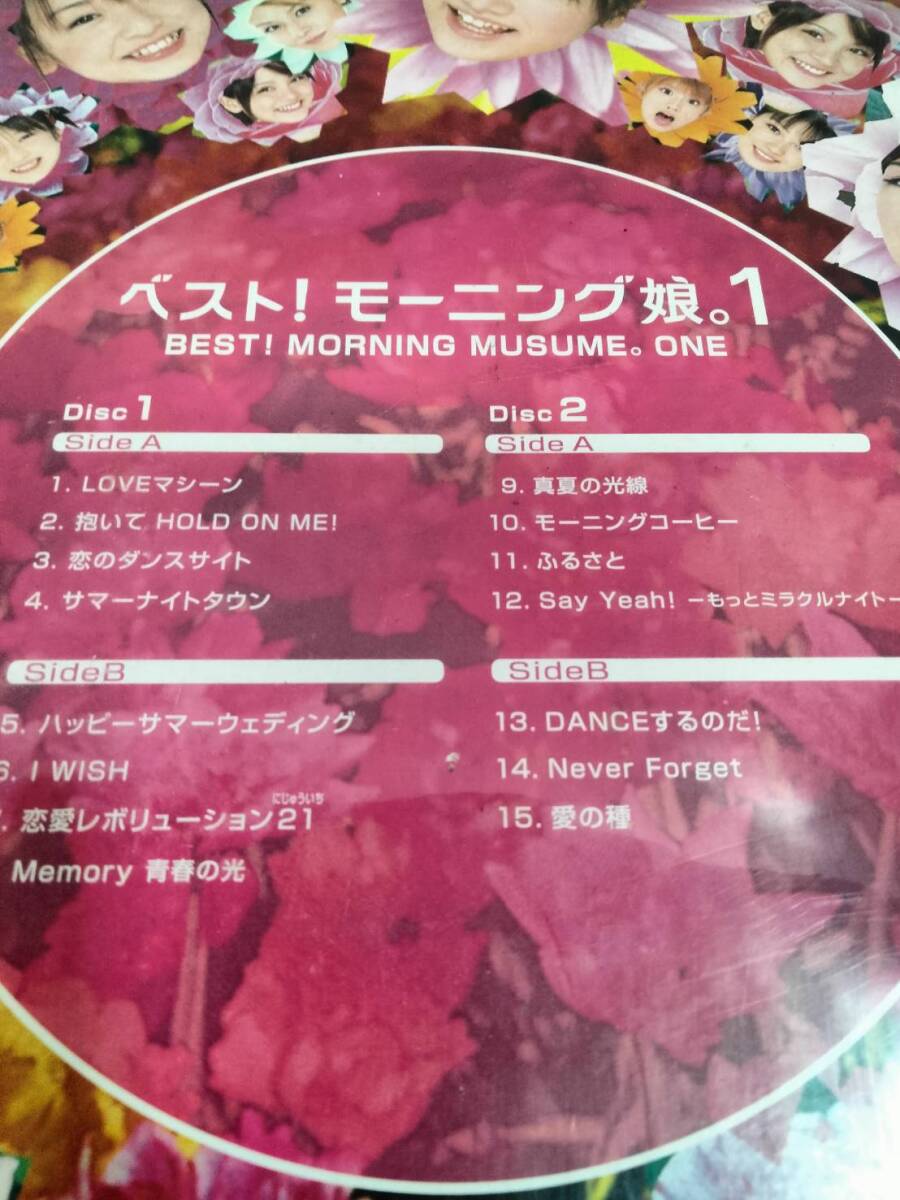 ベスト! モーニング娘。1
BEST! MORNING MUSUME。 ONE
Disc 1
Side A
1. LOVEマシーン
2. 抱いて HOLD ON ME!
3. 恋のダンスサイト
4. サマーナイトタウン
SideB
5. ハッピーサマーウェディング
6. I WISH
にじゅういち
. 恋愛レボリューション21
Memory 青春の光
Disc 2
Side A
9. 真夏の光線
10. モーニングコーヒー
11. ふるさと
12. Say Yeah! −もっとミラクルナイト−
SideB
13. DANCEするのだ!
14. Never Forget
15. 愛の種